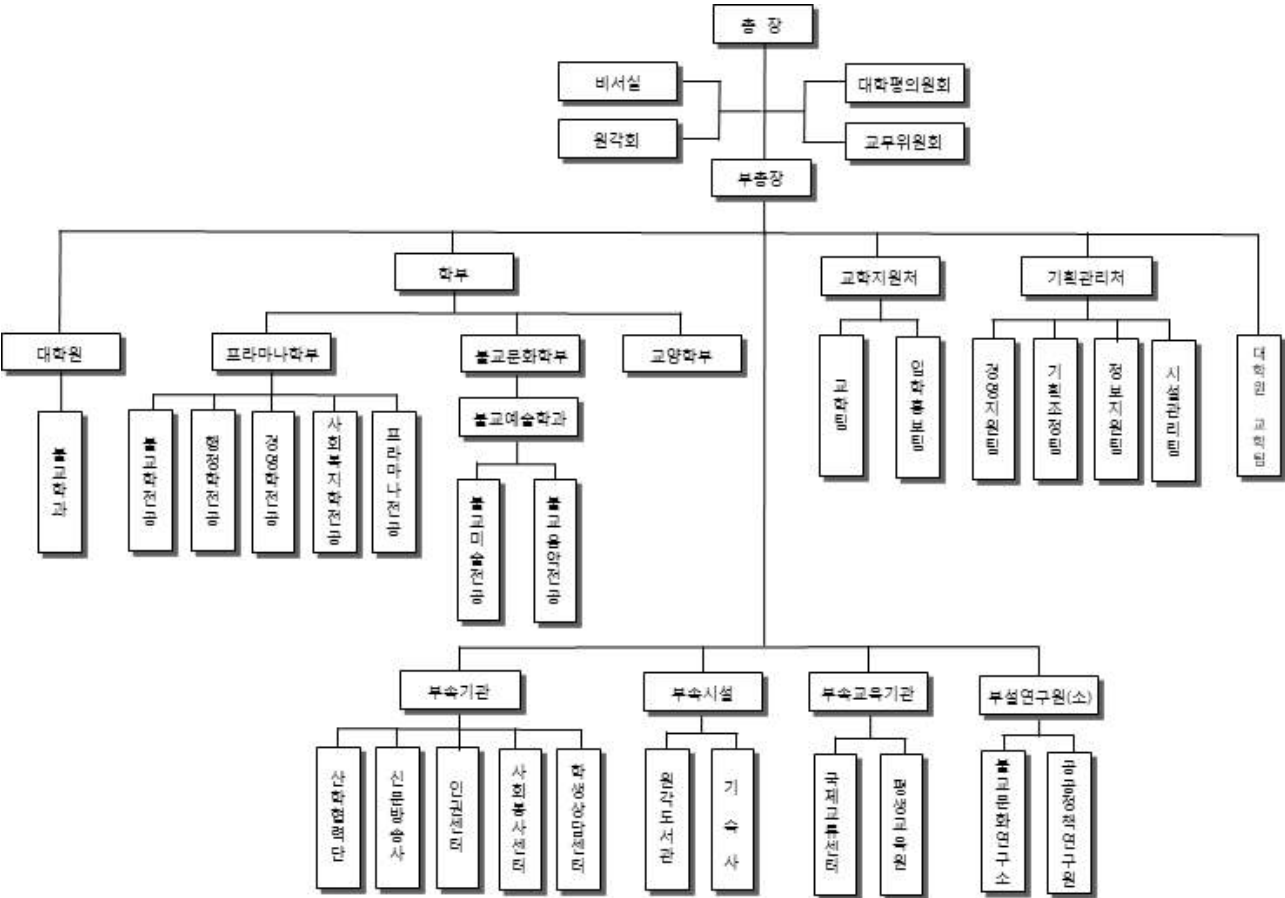 총 장
비서실
대학평의원회
원각회
교무위원회
부총장
학부
교학지원처
기획관리처
대학원
프라마나학부
불교문화학부
교양학부
불교예술학과
불교학과
불교학전공
행정학전공
경영학전공
사회복지학전공
프라마나전공
불교미술전공
불교음악전공
교학팀
입학홍보팀
경영지원팀
기획조정팀
정보지원팀
시설관리팀
대학원 교학팀
부속기관
부속시설
부속교육기관
부설연구원(소)
산학협력단
신문방송사
인권센터
사회봉사센터
학생상담센터
원각도서관
기 숙 사
국제교류센터
평생교육원
불교문화연구소
공공정책연구원